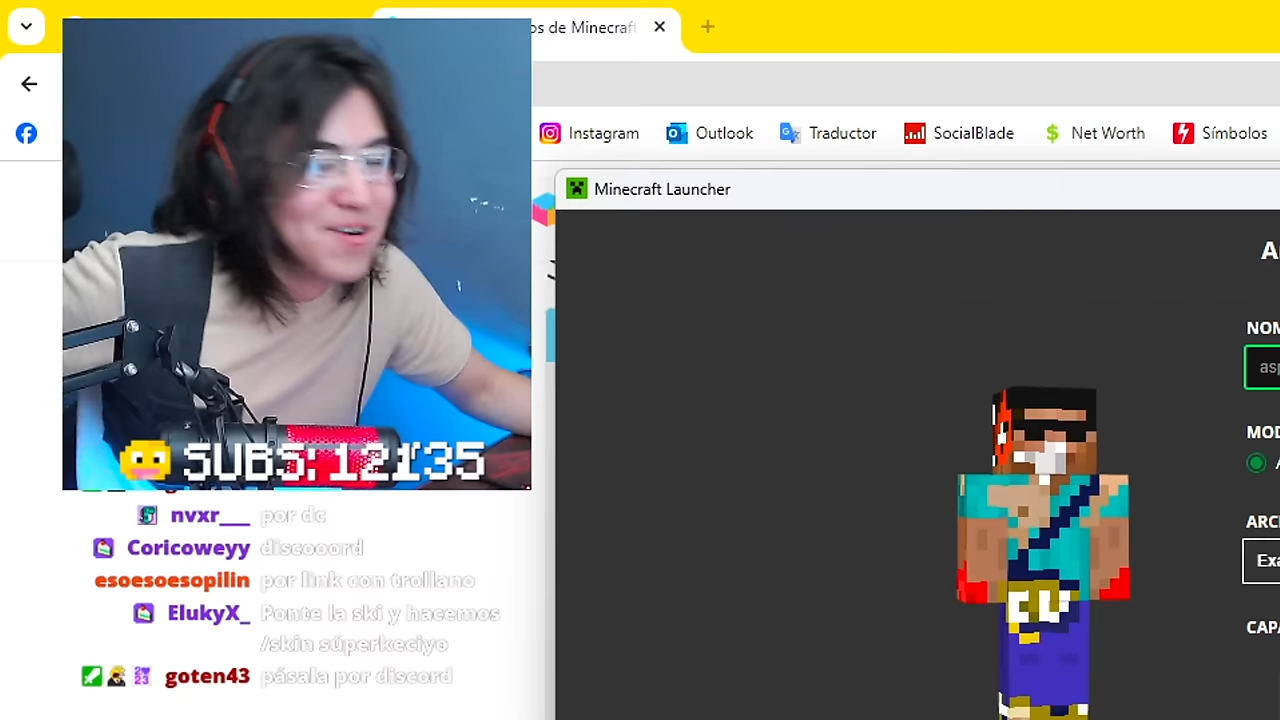 os de Minecraft
Instagram
Outlook
Traductor
SocialBlade
Net Worth
Símbolos
Minecraft Launcher
SUBS:
nvxr___ por dc
Coricoweyy discooord
esoesoesopilin por link con trollano
ElukyX_ Ponte la ski y hacemos
/skin súperkeciyo
goten43 pásala por discord
CU